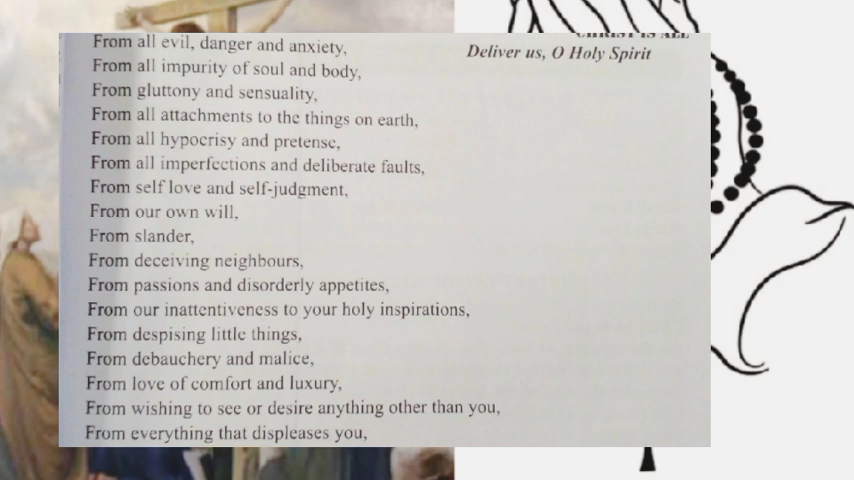 CHRIST IS ALL
From all evil, danger and anxiety,
Deliver us, O Holy Spirit
From all impurity of soul and body,
From gluttony and sensuality,
From all attachments to the things on earth,
From all hypocrisy and pretense,
From all imperfections and deliberate faults,
From self love and self-judgment,
From our own will,
From slander,
From deceiving neighbours,
From passions and disorderly appetites,
From our inattentiveness to your holy inspirations,
From despising little things,
From debauchery and malice,
From love of comfort and luxury,
From wishing to see or desire anything other than you,
From everything that displeases you,